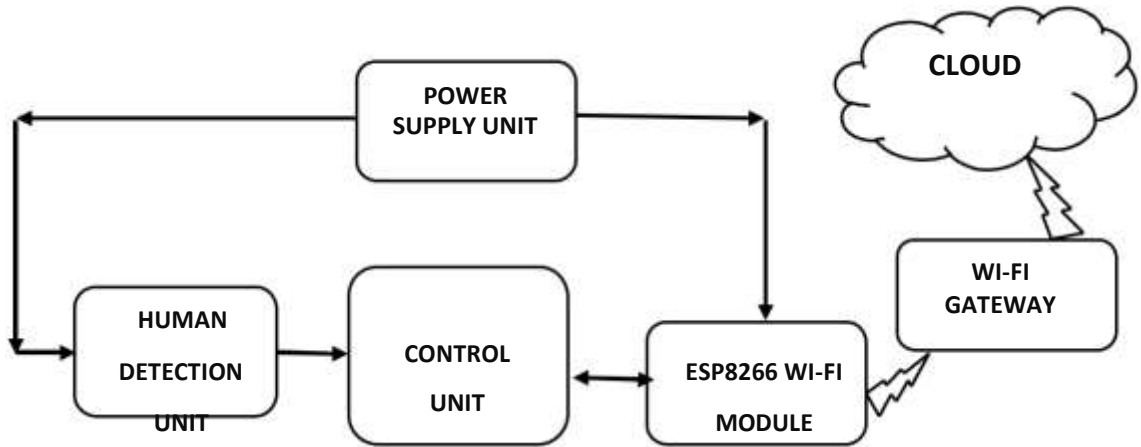 CLOUD
POWER
SUPPLY UNIT
WI-FI
GATEWAY
HUMAN
DETECTION
UNIT
CONTROL
UNIT
ESP8266 WI-FI
MODULE